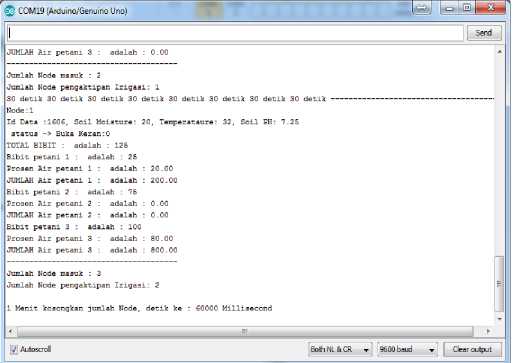 COM19 (Arduino/Genuino Uno)
Send
JUMLAH Air petani 3 : adalah : 0.00
------------------------------------
Jumlah Node masuk : 2
Jumlah Node pengaktipan Irigasi: 1
30 detik 30 detik 30 detik 30 detik 30 detik 30 detik 30 detik 30 detik ------------------------------------
Node:1
Id Data :1606, Soil Moisture: 20, Temperataure: 32, Soil PH: 7.25
status -> Buka Keran:0
TOTAL BIBIT : adalah : 125
Bibit petani 1 : adalah : 25
Prosen Air petani 1 : adalah : 20.00
JUMLAH Air petani 1 : adalah : 200.00
Bibit petani 2 : adalah : 75
Prosen Air petani 2 : adalah : 0.00
JUMLAH Air petani 2 : adalah : 0.00
Bibit petani 3 : adalah : 100
Prosen Air petani 3 : adalah : 80.00
JUMLAH Air petani 3 : adalah : 800.00
------------------------------------
Jumlah Node masuk : 3
Jumlah Node pengaktipan Irigasi: 2
1 Menit kosongkan jumlah Node, detik ke : 60000 Millisecond
Autoscroll
Both NL & CR
9600 baud
Clear output